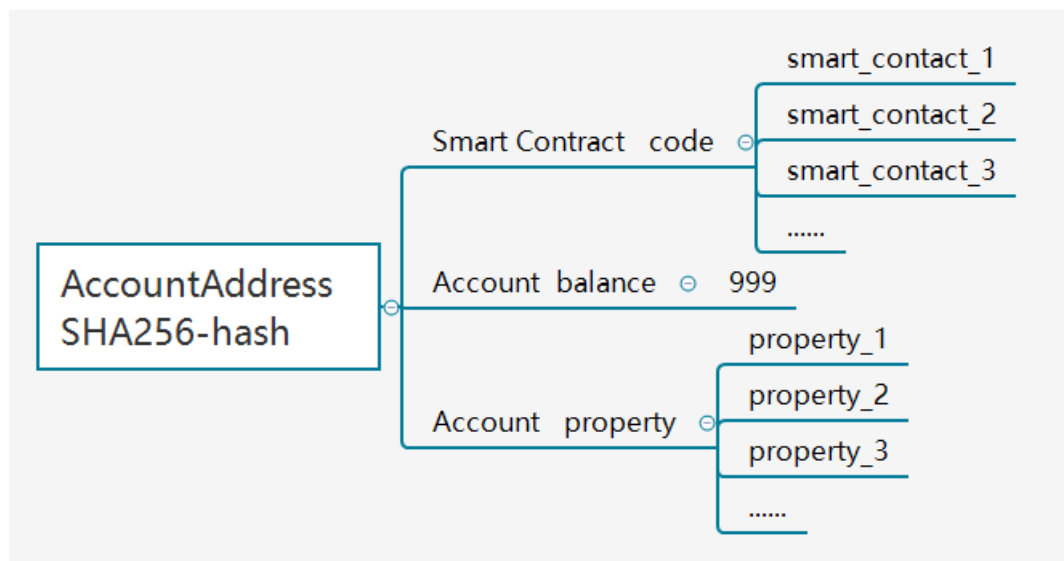 smart_contact_1
smart_contact_2
Smart Contract code
smart_contact_3
......
AccountAddress
SHA256-hash
Account balance 999
property_1
property_2
Account property
property_3
......